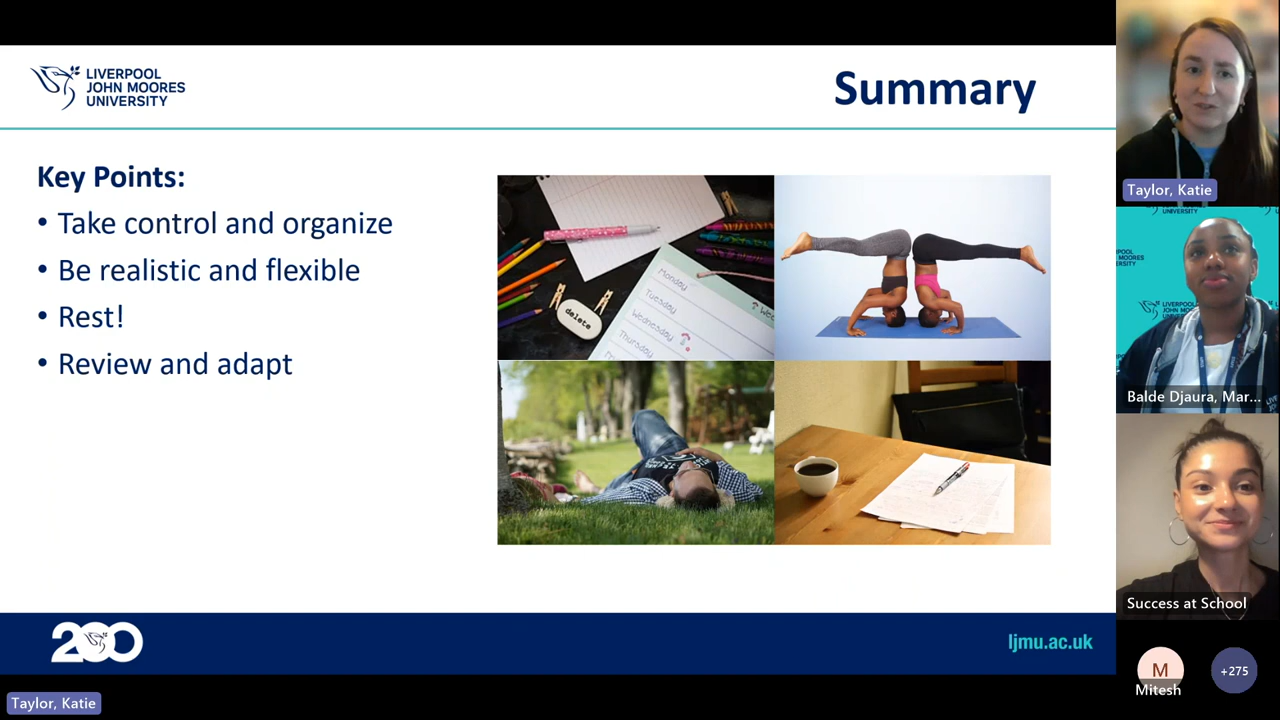 LIVERPOOL
JOHN MOORES
UNIVERSITY
Summary
Key Points:
• Take control and organize
• Be realistic and flexible
• Rest!
• Review and adapt
Monday
Tuesday
Wednesday
Thursday
delete
200
ljmu.ac.uk
Taylor, Katie
Taylor, Katie
UNIVERSITY
Balde Djaura, Mar...
Success at School
M
Mitesh
+275